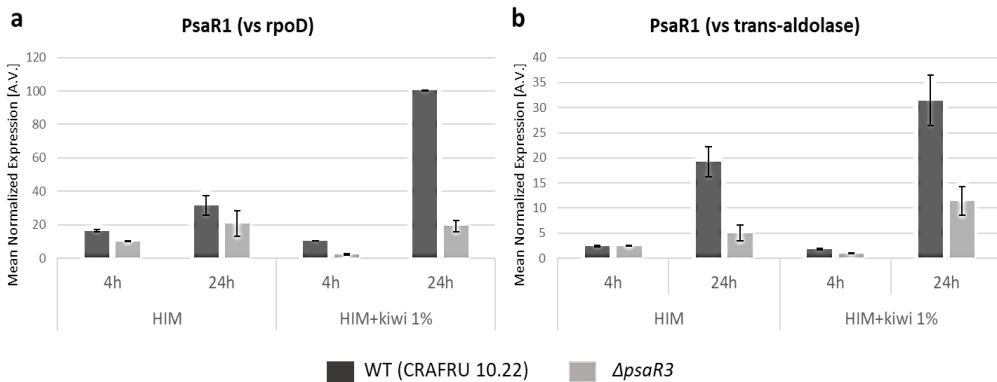 a
PsaR1 (vs rpoD)
Mean Normalized Expression [A.V.]
120
100
80
60
40
20
0
4h 24h 4h 24h
HIM HIM+kiwi 1%
b
PsaR1 (vs trans-aldolase)
Mean Normalized Expression [A.V.]
40
35
30
25
20
15
10
5
0
4h 24h 4h 24h
HIM HIM+kiwi 1%
WT (CRAFRU 10.22) ΔpsaR3